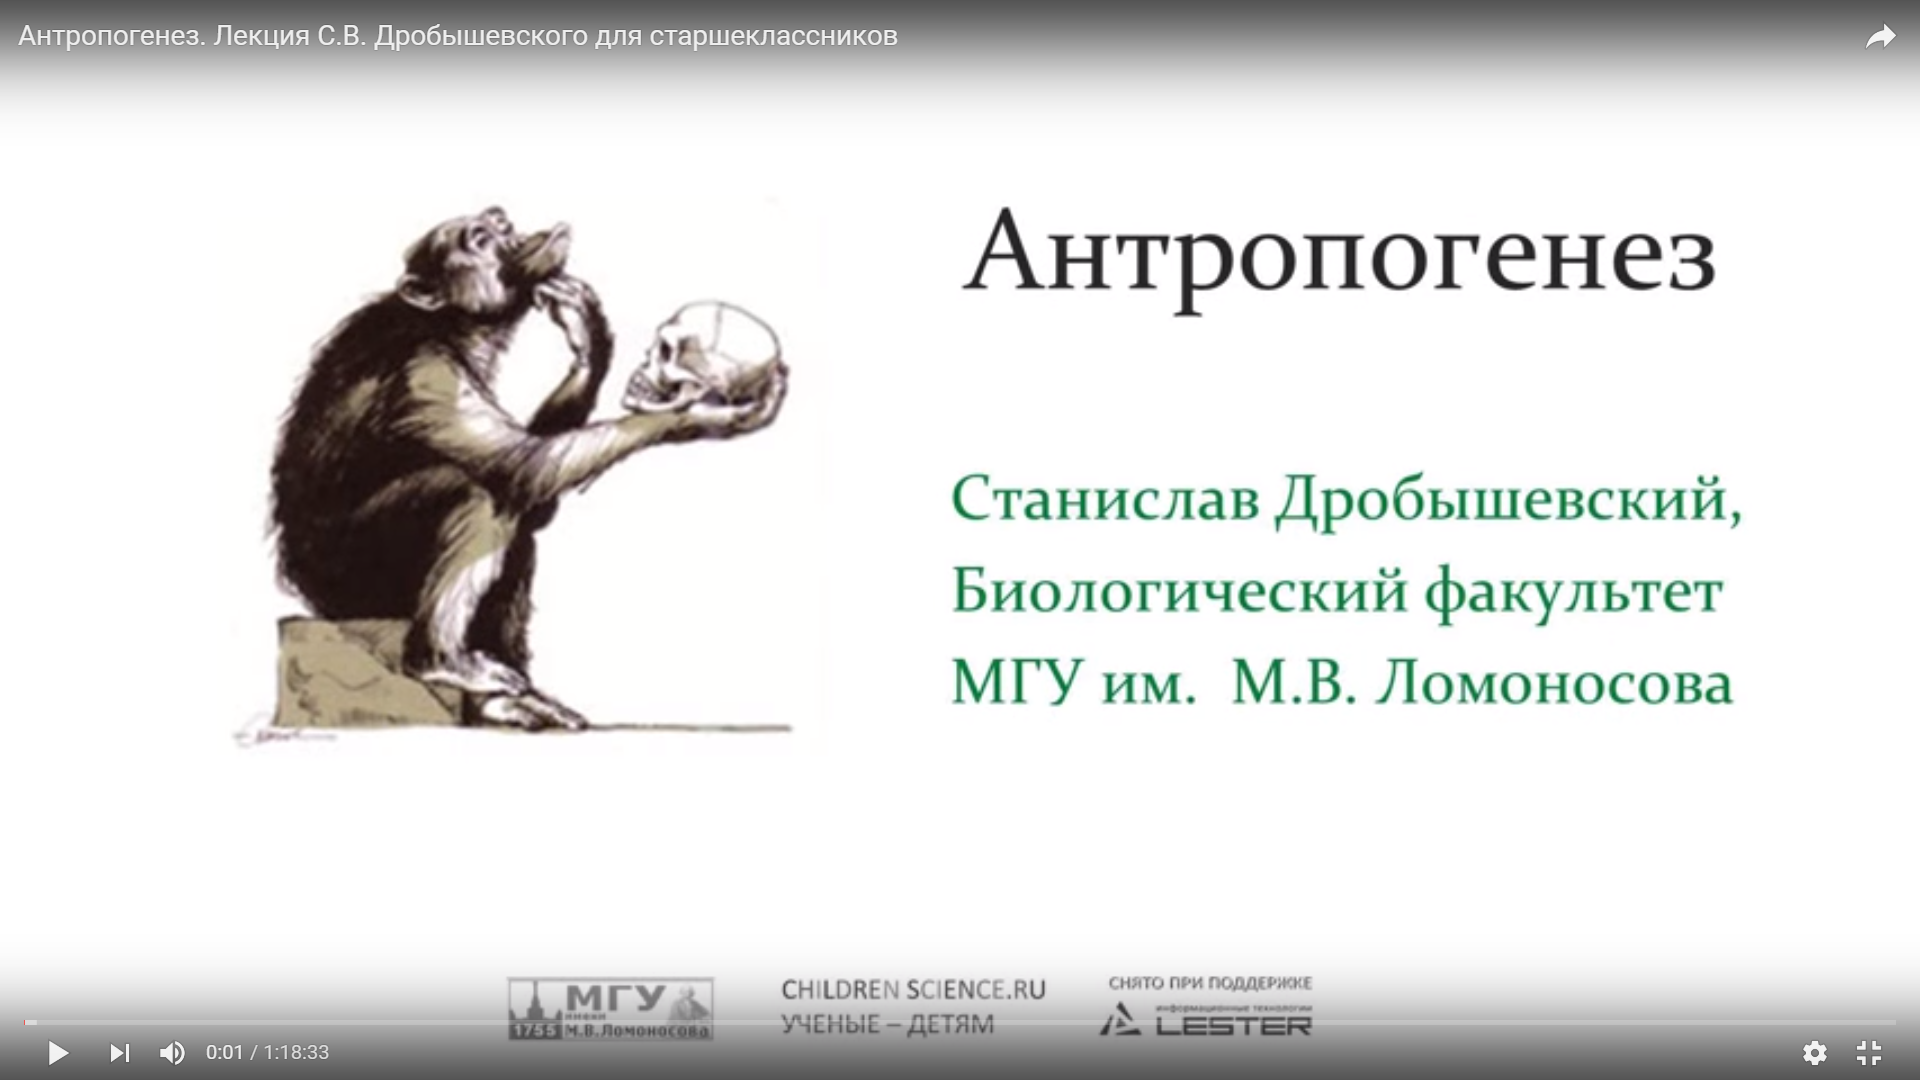 Антропогенез. Лекция С.В. Дробышевского для старшеклассников
Антропогенез
Станислав Дробышевский,
Биологический факультет
МГУ им. М.В. Ломоносова
МГУ
имени
1755 М.В.Ломоносова
CHILDREN SCIENCE.RU
УЧЕНЫЕ – ДЕТЯМ
СНЯТО ПРИ ПОДДЕРЖКЕ
ИНФОРМАЦИОННЫЕ ТЕХНОЛОГИИ
LESTER
0:01 / 1:18:33